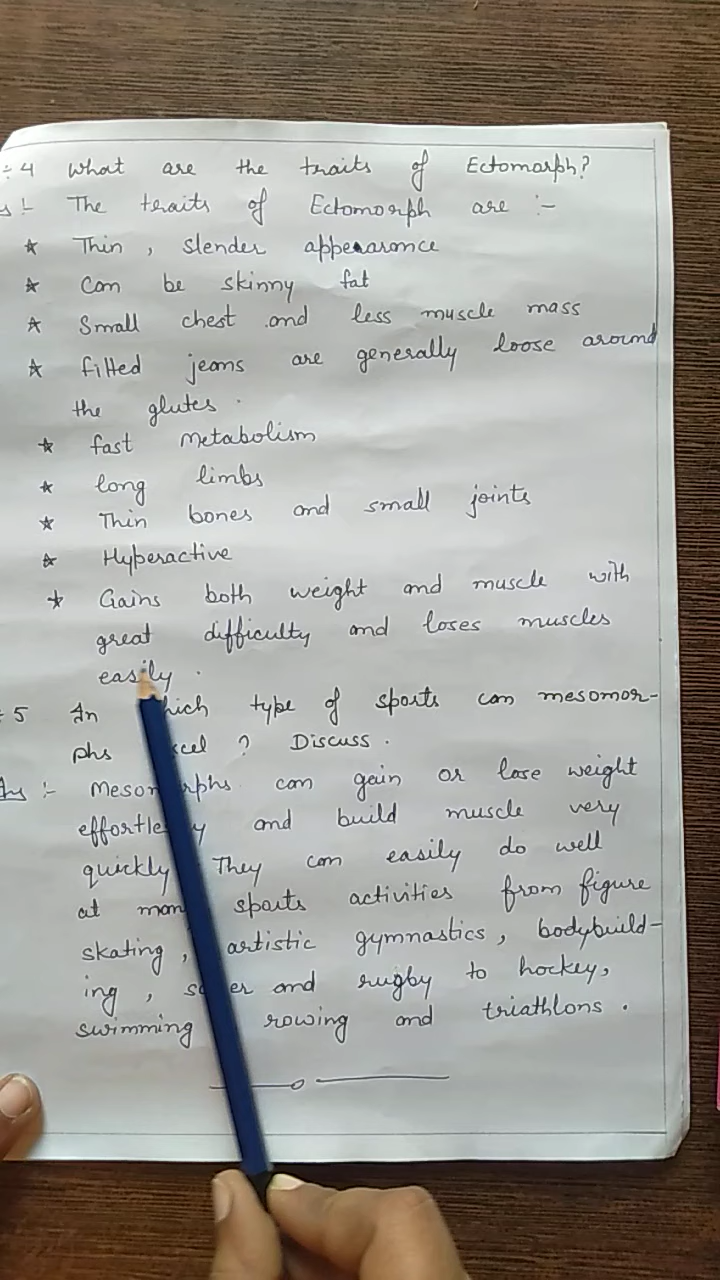 4 What are the traits of Ectomorph?
The traits of Ectomorph are :-
★ Thin, slender appearance
★ Can be skinny fat
★ Small chest and less muscle mass
★ fitted jeans are generally loose around
the glutes.
★ fast metabolism
★ long limbs
★ Thin bones and small joints
★ Hyperactive
★ Gains both weight and muscle with
great difficulty and loses muscles
easily.
5 In type of sports can mesomor-
phs ? Discuss.
Ans :- can gain or lose weight
and build muscle very
quickly They can easily do well
at sports activities from figure
skating, artistic gymnastics, bodybuild-
ing, and rugby to hockey,
swimming rowing and triathlons.